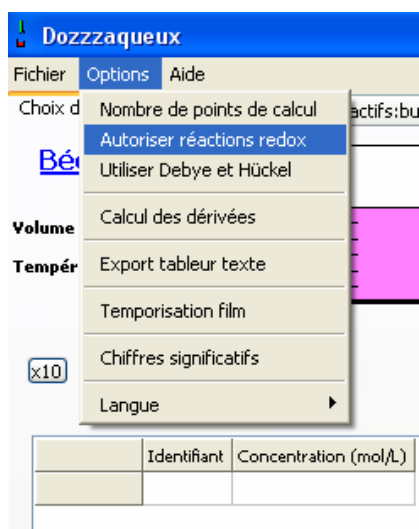 Dozzzaqueux
Fichier Options Aide
Choix d
actifs:bu
Nombre de points de calcul
Autoriser réactions redox
Utiliser Debye et Hückel
Calcul des dérivées
Export tableur texte
Temporisation film
Chiffres significatifs
Langue
Bé
Volume
Tempér
x10
Identifiant Concentration (mol/L)